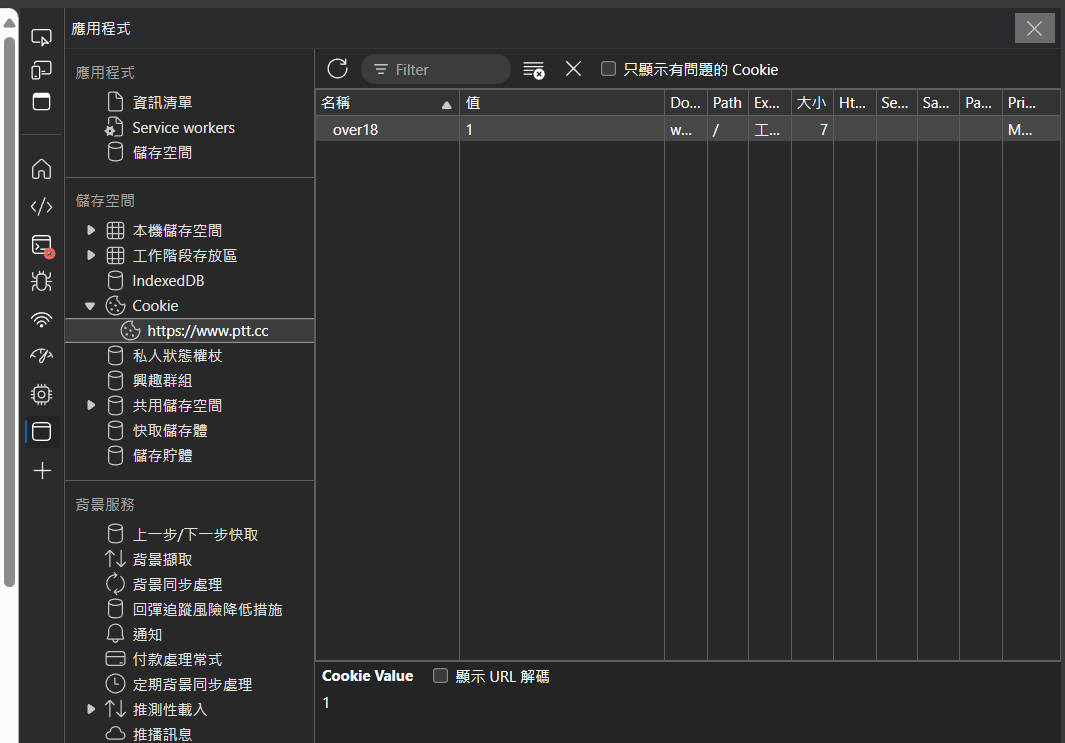 應用程式
應用程式
資訊清單
Service workers
儲存空間
儲存空間
本機儲存空間
工作階段存放區
IndexedDB
Cookie
https://www.ptt.cc
私人狀態權杖
興趣群組
共用儲存空間
快取儲存體
儲存貯體
背景服務
上一步/下一步快取
背景擷取
背景同步處理
回彈追蹤風險降低措施
通知
付款處理常式
定期背景同步處理
推測性載入
推播訊息
Filter
只顯示有問題的 Cookie
名稱 值 Do... Path Ex... 大小 Ht... Se... Sa... Pa... Pri...
over18 1 w... / 工... 7 M...
Cookie Value 顯示 URL 解碼
1